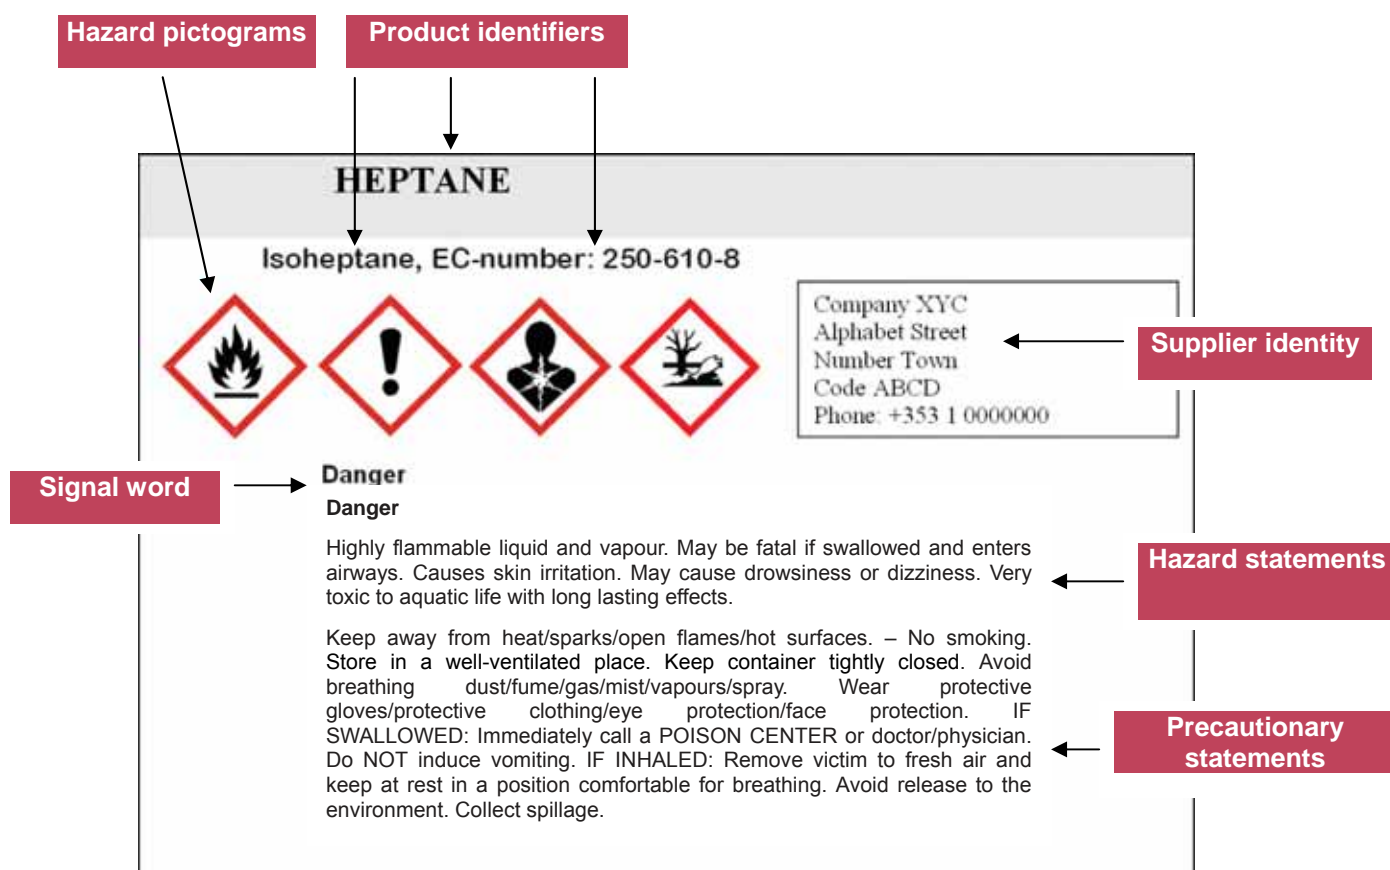 Hazard pictograms
Product identifiers
HEPTANE
Isoheptane, EC-number: 250-610-8
Company XYC
Alphabet Street
Number Town
Code ABCD
Phone: +353 1 0000000
Supplier identity
Signal word
Danger
Danger
Highly flammable liquid and vapour. May be fatal if swallowed and enters
airways. Causes skin irritation. May cause drowsiness or dizziness. Very
toxic to aquatic life with long lasting effects.
Hazard statements
Keep away from heat/sparks/open flames/hot surfaces. – No smoking.
Store in a well-ventilated place. Keep container tightly closed. Avoid
breathing dust/fume/gas/mist/vapours/spray. Wear protective
gloves/protective clothing/eye protection/face protection. IF
SWALLOWED: Immediately call a POISON CENTER or doctor/physician.
Do NOT induce vomiting. IF INHALED: Remove victim to fresh air and
keep at rest in a position comfortable for breathing. Avoid release to the
environment. Collect spillage.
Precautionary
statements